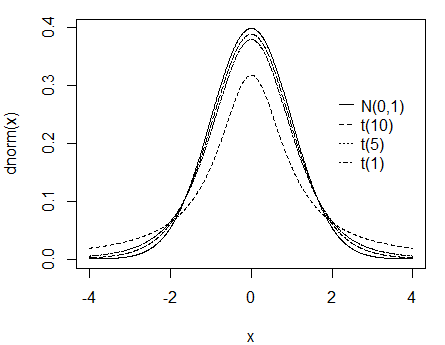 0.4
0.3
0.2
0.1
0.0
dnorm(x)
N(0,1)
t(10)
t(5)
t(1)
-4 -2 0 2 4
x